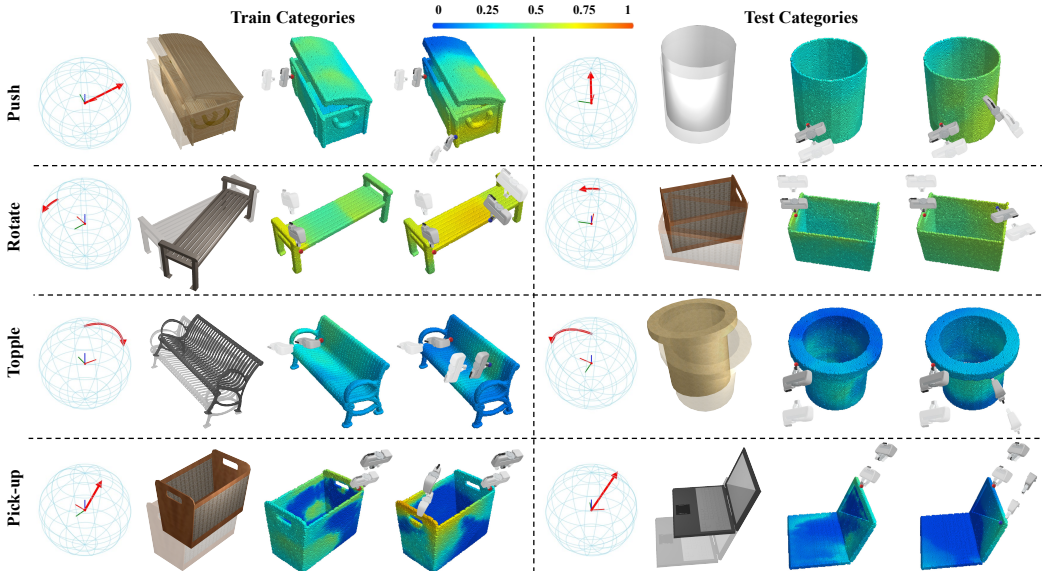 Train Categories
0 0.25 0.5 0.75 1
Test Categories
Push
Rotate
Topple
Pick-up